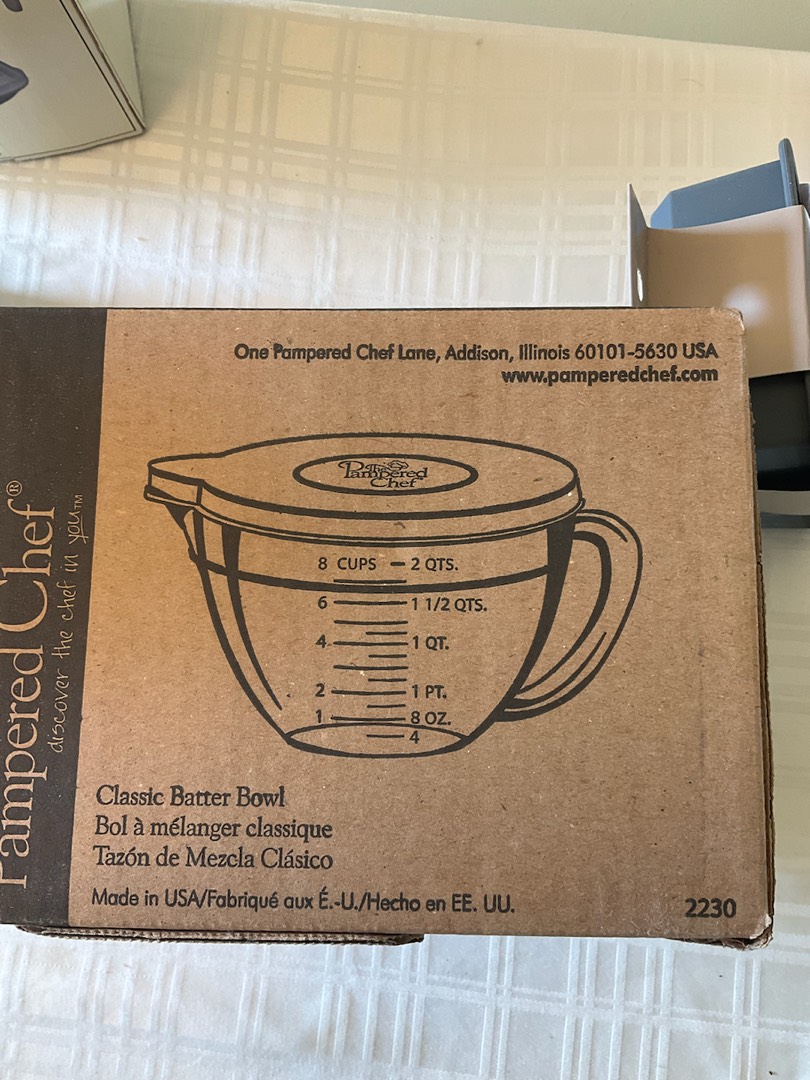 One Pampered Chef Lane, Addison, Illinois 60101-5630 USA
www.pamperedchef.com
Pampered Chef®
discover the chef in you™
The
Pampered
Chef
8 CUPS 2 QTS.
6 1 1/2 QTS.
4 1 QT.
2 1 PT.
1 8 OZ.
4
Classic Batter Bowl
Bol à mélanger classique
Tazón de Mezcla Clásico
Made in USA/Fabriqué aux É.-U./Hecho en EE. UU.
2230